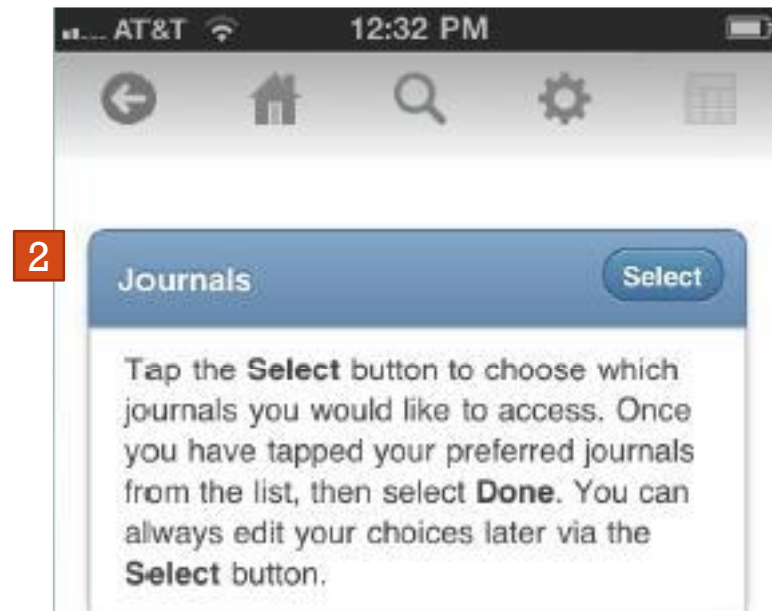 AT&T 12:32 PM
2
Journals Select
Tap the Select button to choose which
journals you would like to access. Once
you have tapped your preferred journals
from the list, then select Done. You can
always edit your choices later via the
Select button.